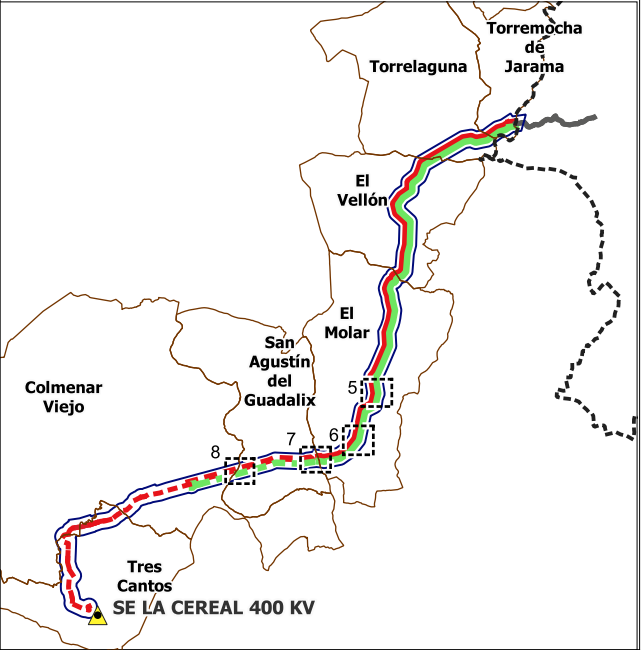 Torremocha
de
Jarama
Torrelaguna
El
Vellón
El
Molar
San
Agustín
del
Guadalix
Colmenar
Viejo
5
6
7
8
Tres
Cantos
SE LA CEREAL 400 KV